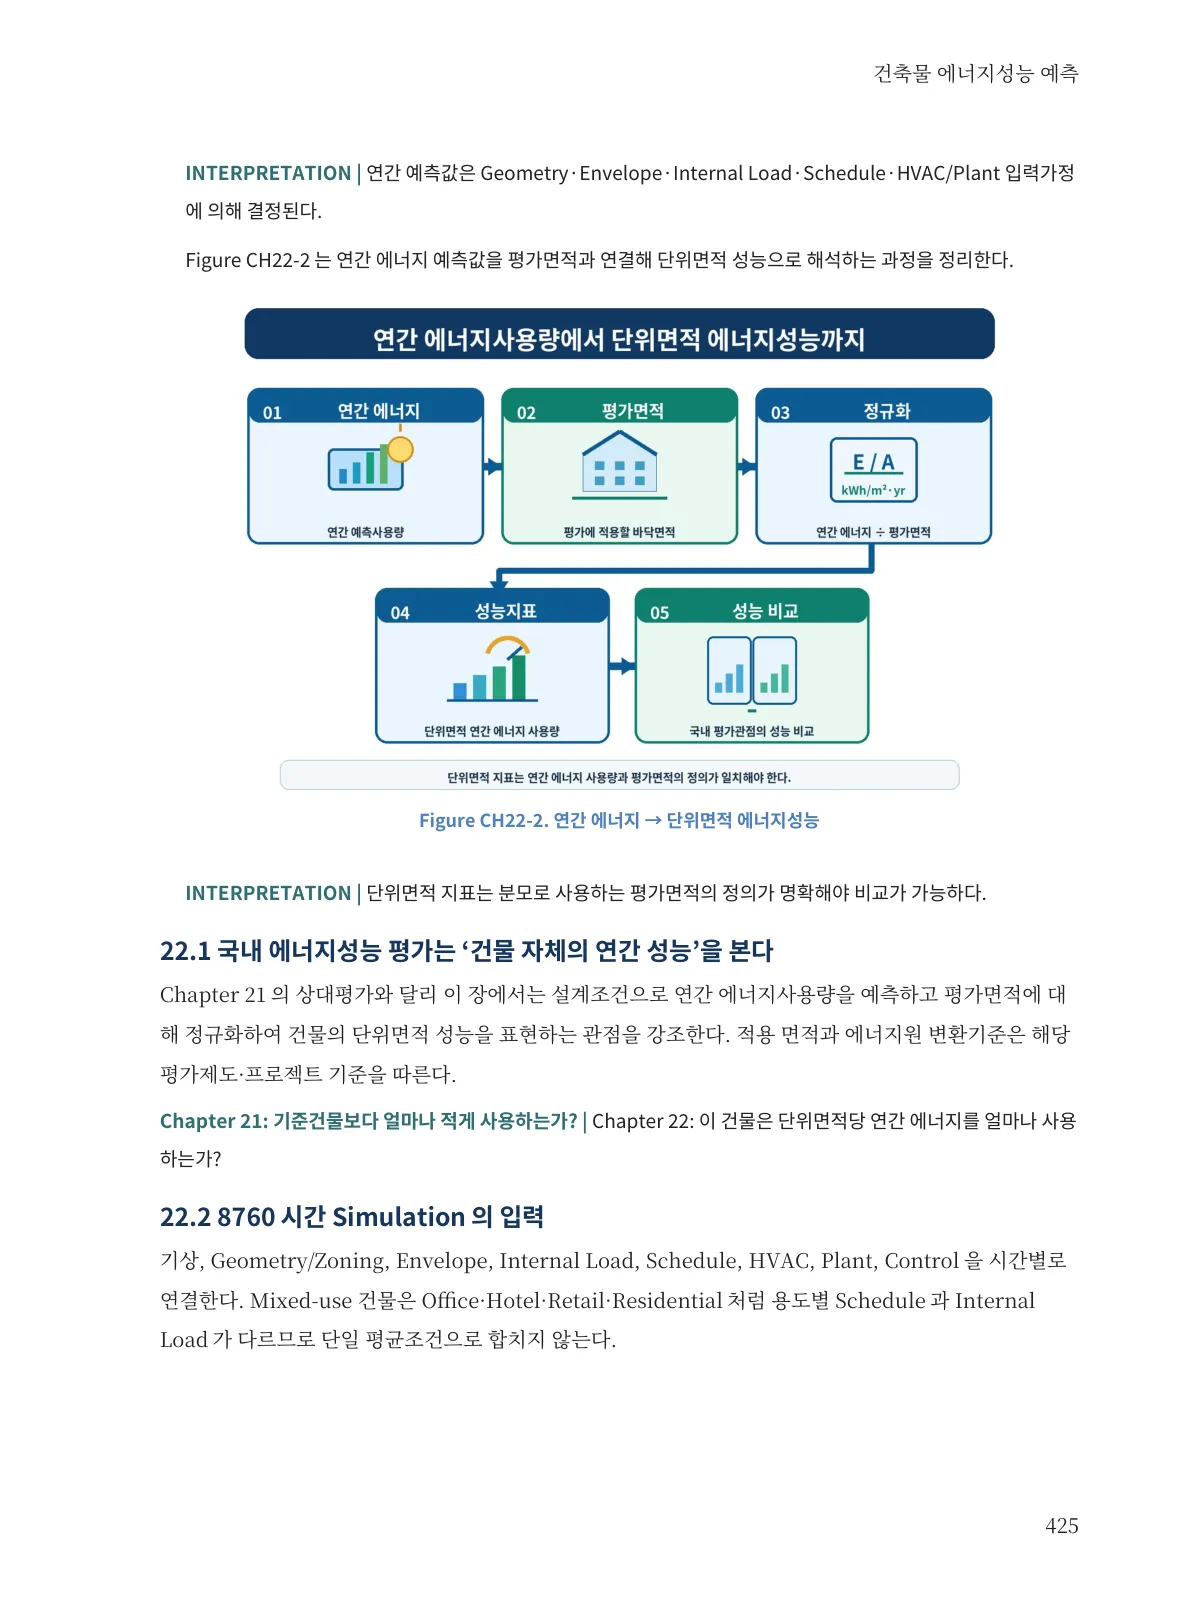 건축물 에너지성능 예측
INTERPRETATION | 연간 예측값은 Geometry·Envelope·Internal Load·Schedule·HVAC/Plant 입력가정
에 의해 결정된다.
Figure CH22-2 는 연간 에너지 예측값을 평가면적과 연결해 단위면적 성능으로 해석하는 과정을 정리한다.
연간 에너지사용량에서 단위면적 에너지성능까지
01 연간 에너지
연간 예측사용량
02 평가면적
평가에 적용할 바닥면적
03 정규화
E / A
kWh/m²·yr
연간 에너지 ÷ 평가면적
04 성능지표
단위면적 연간 에너지 사용량
05 성능 비교
국내 평가관점의 성능 비교
단위면적 지표는 연간 에너지 사용량과 평가면적의 정의가 일치해야 한다.
Figure CH22-2. 연간 에너지 → 단위면적 에너지성능
INTERPRETATION | 단위면적 지표는 분모로 사용하는 평가면적의 정의가 명확해야 비교가 가능하다.
22.1 국내 에너지성능 평가는 ‘건물 자체의 연간 성능’을 본다
Chapter 21 의 상대평가와 달리 이 장에서는 설계조건으로 연간 에너지사용량을 예측하고 평가면적에 대
해 정규화하여 건물의 단위면적 성능을 표현하는 관점을 강조한다. 적용 면적과 에너지원 변환기준은 해당
평가제도·프로젝트 기준을 따른다.
Chapter 21: 기준건물보다 얼마나 적게 사용하는가? | Chapter 22: 이 건물은 단위면적당 연간 에너지를 얼마나 사용
하는가?
22.2 8760 시간 Simulation 의 입력
기상, Geometry/Zoning, Envelope, Internal Load, Schedule, HVAC, Plant, Control 을 시간별로
연결한다. Mixed-use 건물은 Office·Hotel·Retail·Residential 처럼 용도별 Schedule 과 Internal
Load 가 다르므로 단일 평균조건으로 합치지 않는다.
425